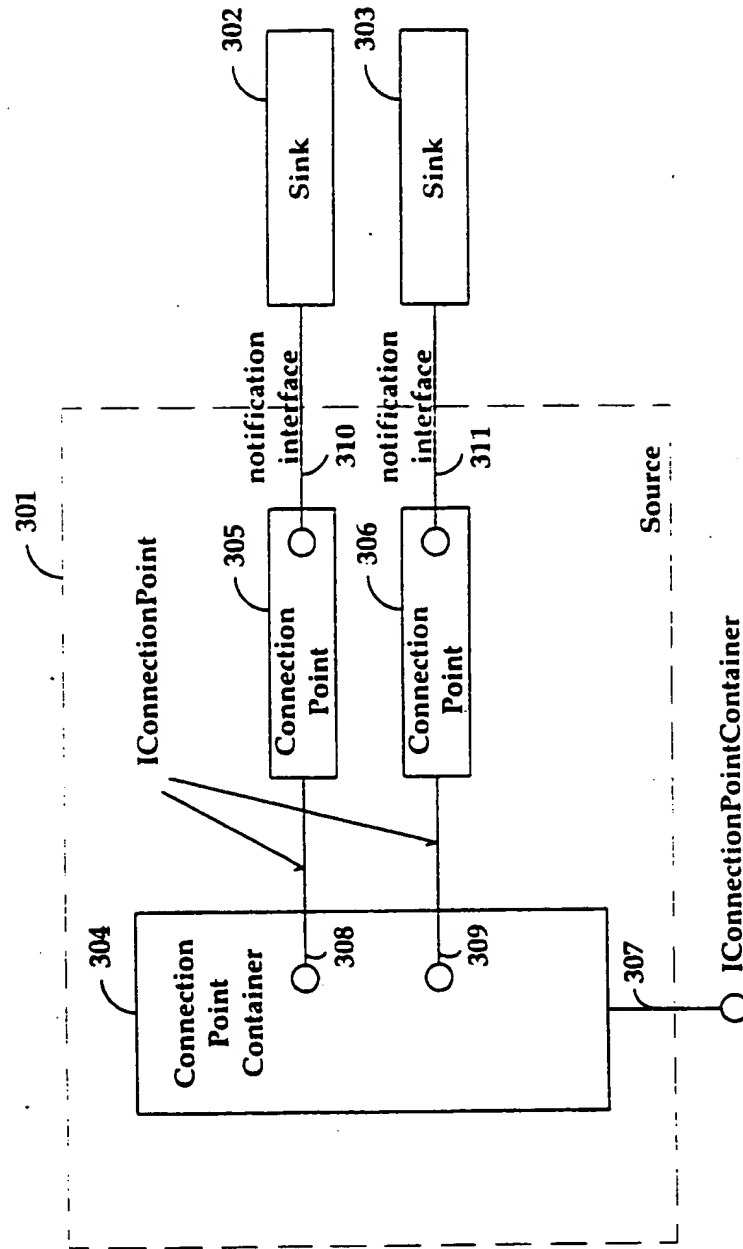 301
304
Connection
Point
Container
308
309
307
IConnectionPointContainer
IConnectionPoint
305
Connection
Point
306
Connection
Point
notification
interface
310
notification
interface
311
Source
302
Sink
303
Sink